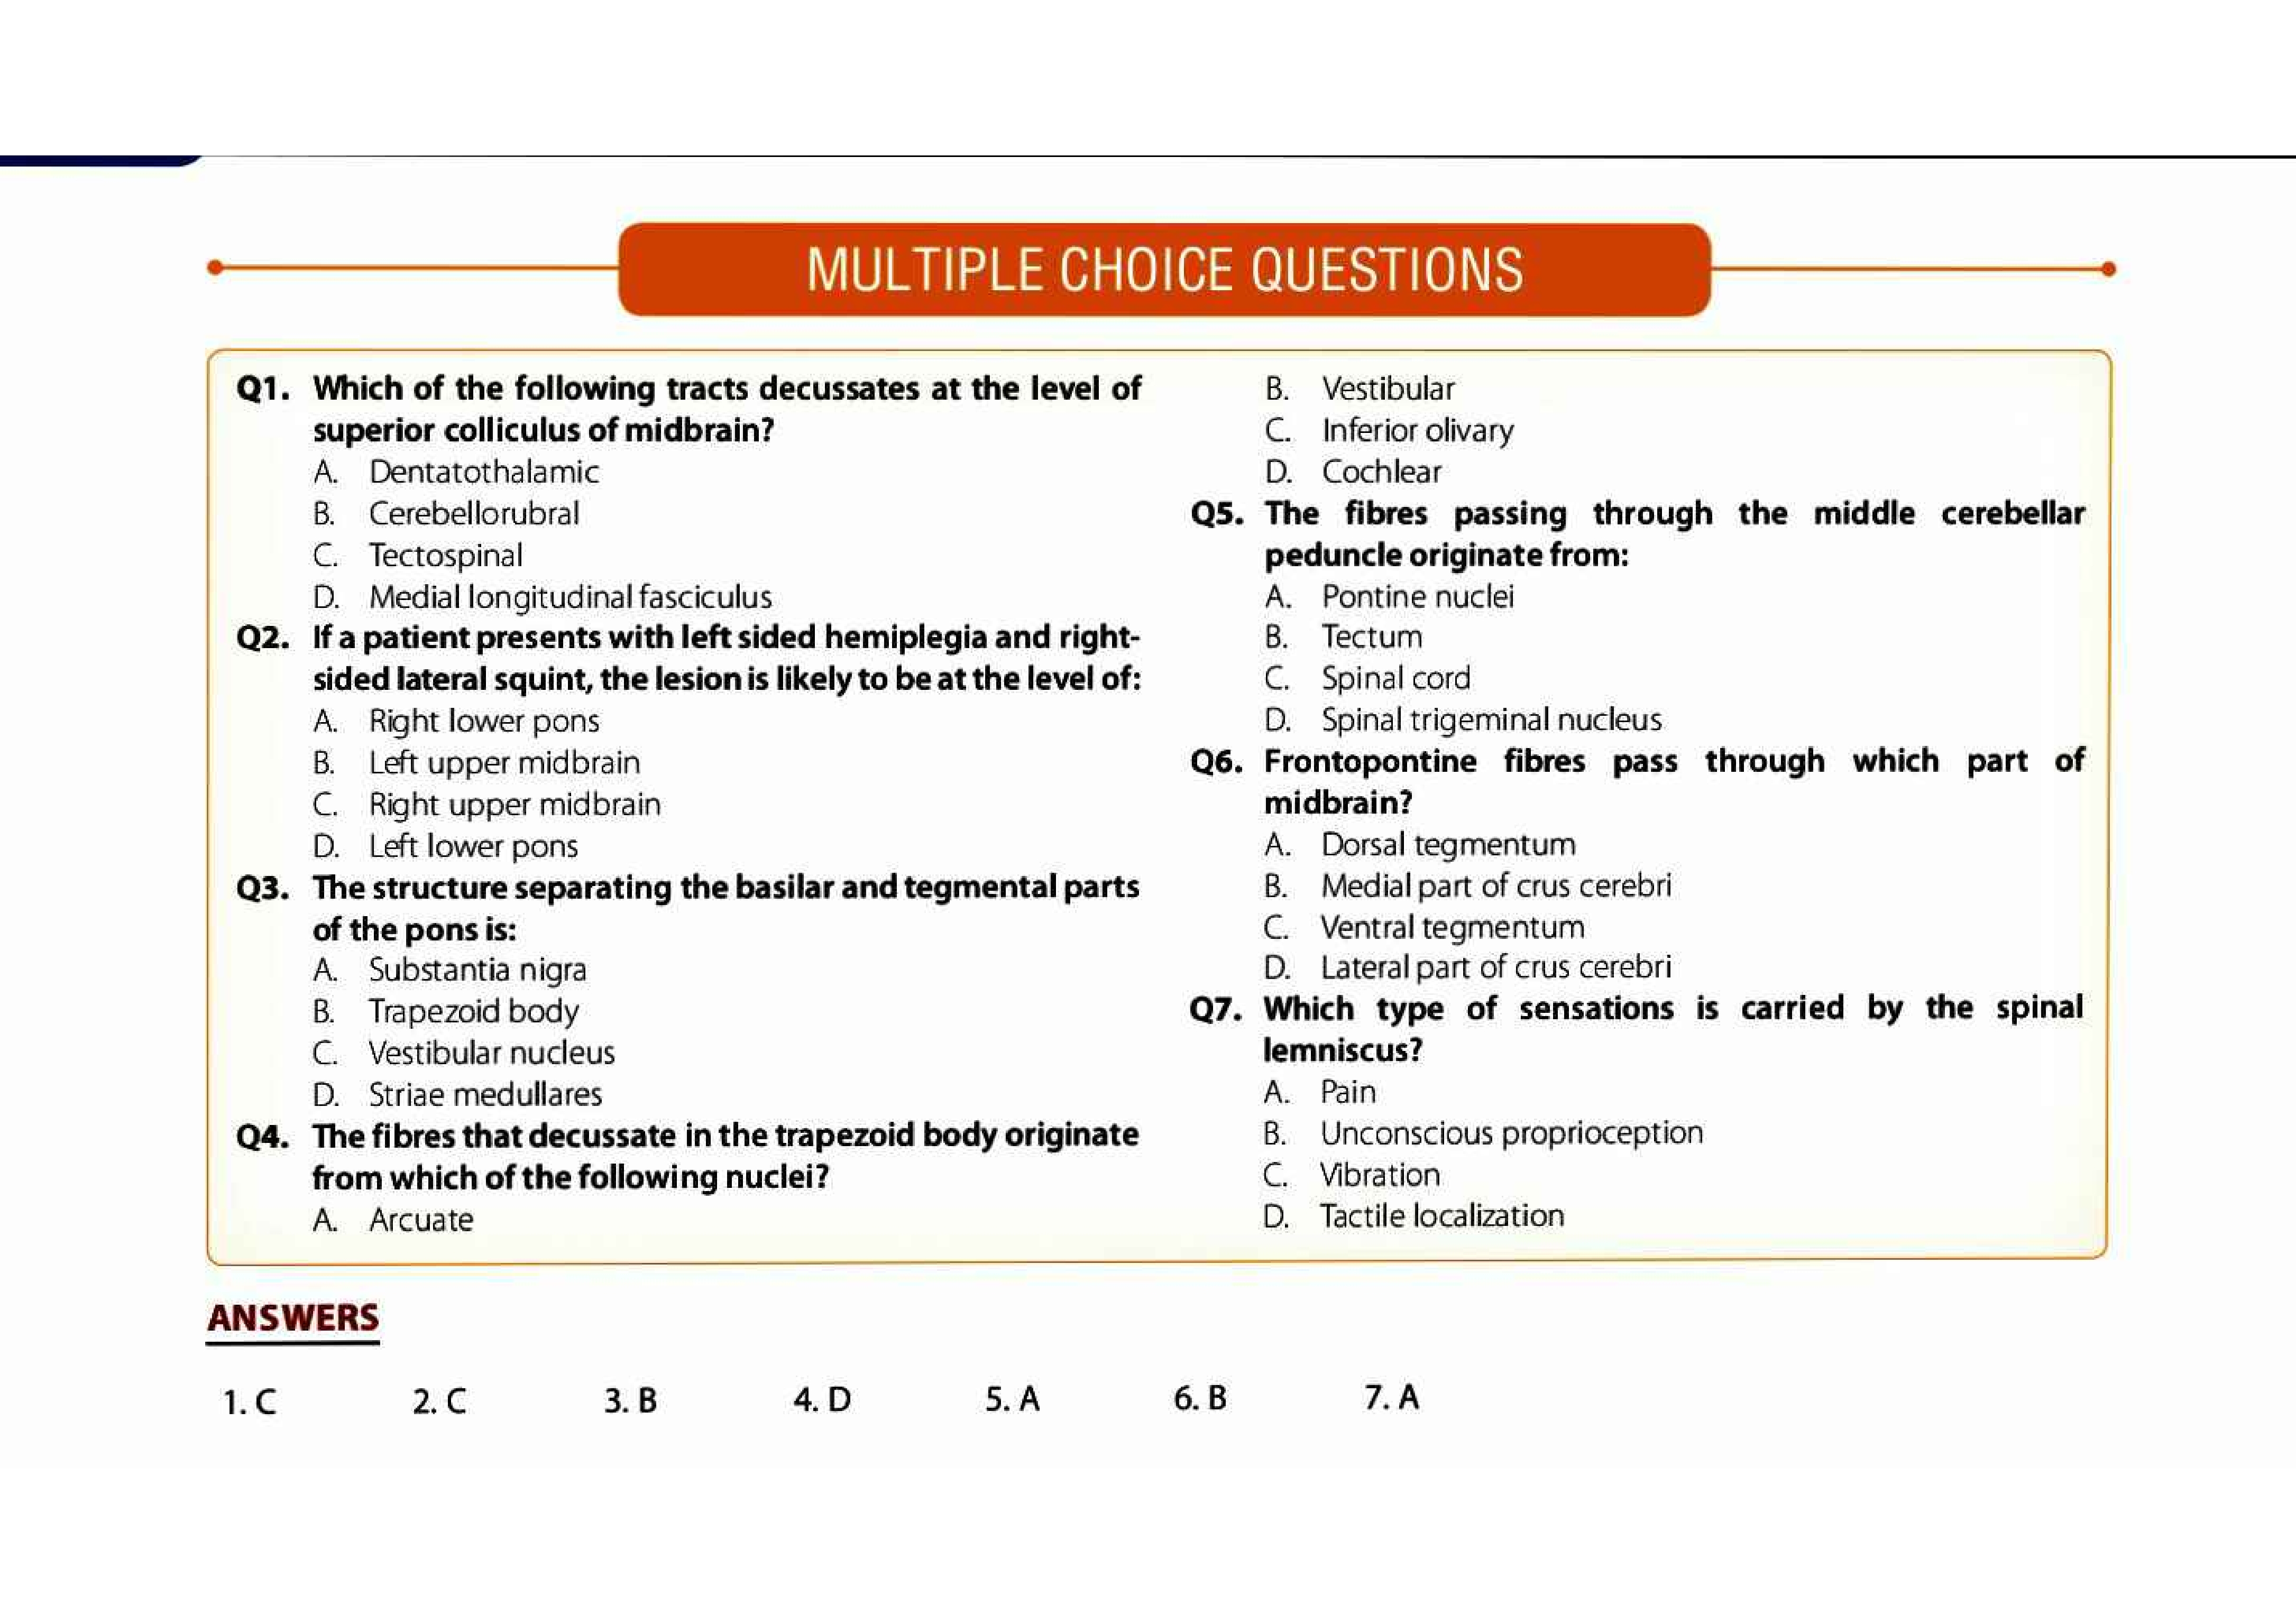 MULTIPLE CHOICE QUESTIONS
Q1. Which of the following tracts decussates at the level of
superior colliculus of midbrain?
A. Dentatothalamic
B. Cerebellorubral
C. Tectospinal
D. Medial longitudinal fasciculus
Q2. If a patient presents with left sided hemiplegia and right-
sided lateral squint, the lesion is likely to be at the level of:
A. Right lower pons
B. Left upper midbrain
C. Right upper midbrain
D. Left lower pons
Q3. The structure separating the basilar and tegmental parts
of the pons is:
A. Substantia nigra
B. Trapezoid body
C. Vestibular nucleus
D. Striae medullares
Q4. The fibres that decussate in the trapezoid body originate
from which of the following nuclei?
A. Arcuate
B. Vestibular
C. Inferior olivary
D. Cochlear
Q5. The fibres passing through the middle cerebellar
peduncle originate from:
A. Pontine nuclei
B. Tectum
C. Spinal cord
D. Spinal trigeminal nucleus
Q6. Frontopontine fibres pass through which part of
midbrain?
A. Dorsal tegmentum
B. Medial part of crus cerebri
C. Ventral tegmentum
D. Lateral part of crus cerebri
Q7. Which type of sensations is carried by the spinal
lemniscus?
A. Pain
B. Unconscious proprioception
C. Vibration
D. Tactile localization
ANSWERS
1. C 2. C 3. B 4. D 5. A 6. B 7. A